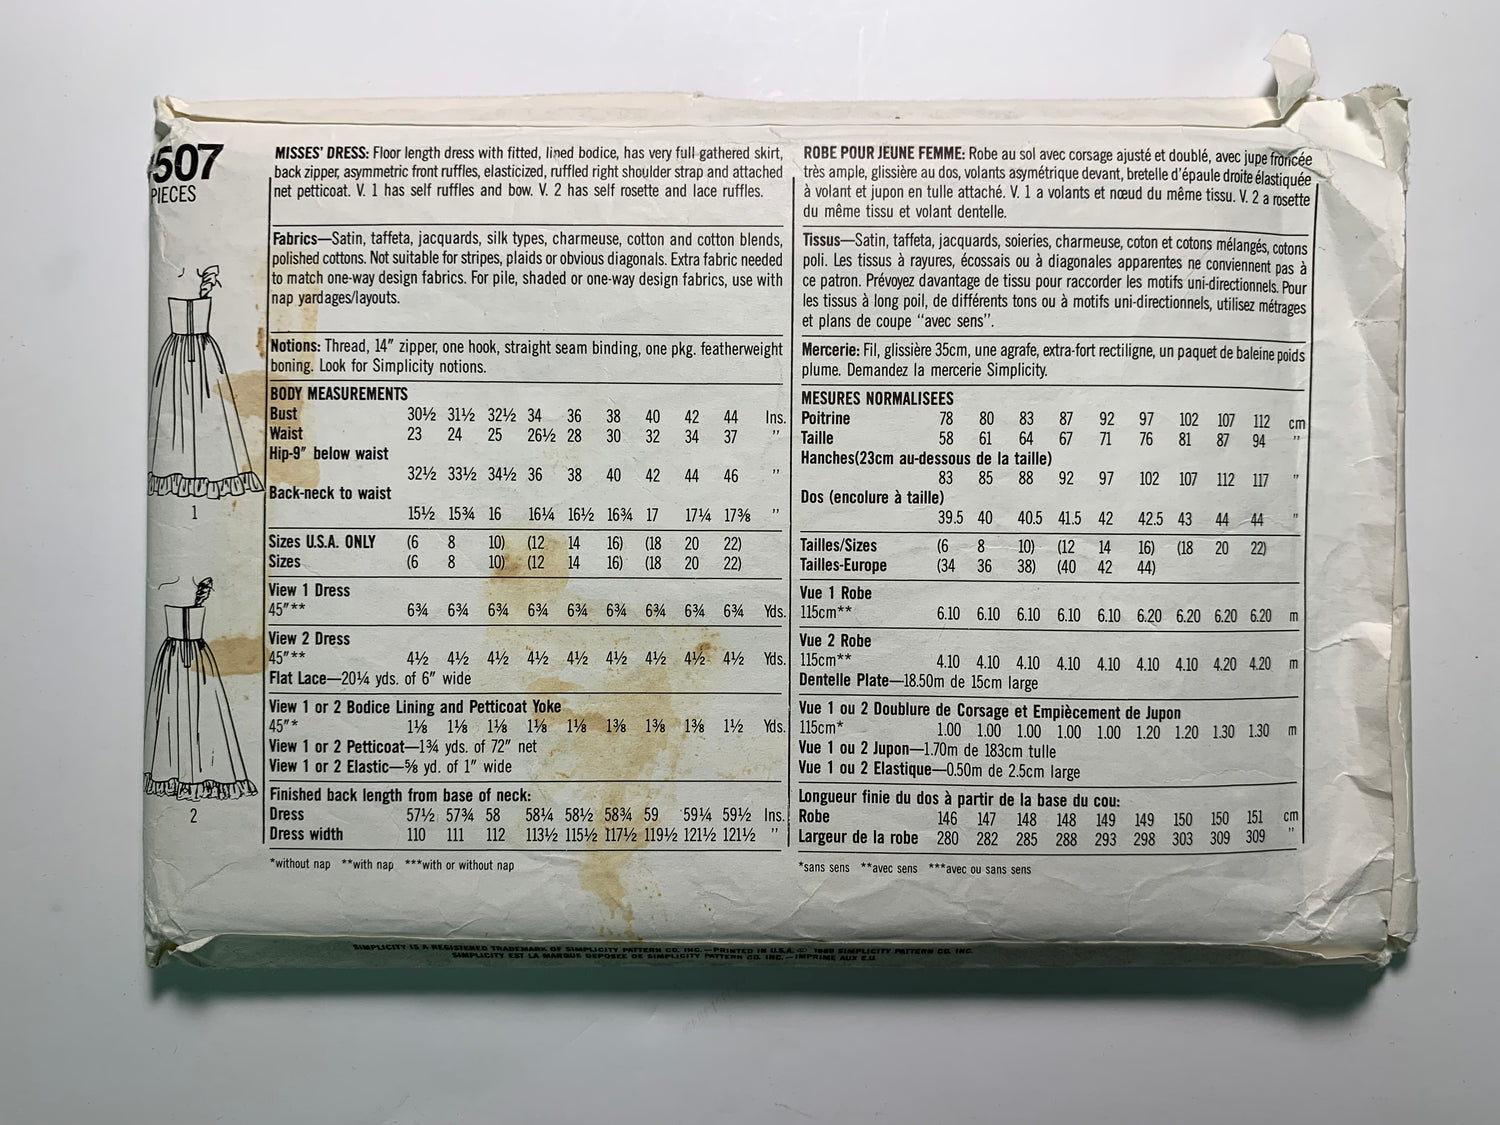 507
PIECES
1
2
MISSES' DRESS: Floor length dress with fitted, lined bodice, has very full gathered skirt,
back zipper, asymmetric front ruffles, elasticized, ruffled right shoulder strap and attached
net petticoat. V. 1 has self ruffles and bow. V. 2 has self rosette and lace ruffles.
Fabrics—Satin, taffeta, jacquards, silk types, charmeuse, cotton and cotton blends,
polished cottons. Not suitable for stripes, plaids or obvious diagonals. Extra fabric needed
to match one-way design fabrics. For pile, shaded or one-way design fabrics, use with
nap yardages/layouts.
Notions: Thread, 14" zipper, one hook, straight seam binding, one pkg. featherweight
boning. Look for Simplicity notions.
BODY MEASUREMENTS
Bust 30½ 31½ 32½ 34 36 38 40 42 44 Ins.
Waist 23 24 25 26½ 28 30 32 34 37 "
Hip-9" below waist
32½ 33½ 34½ 36 38 40 42 44 46 "
Back-neck to waist
15½ 15¾ 16 16¼ 16½ 16¾ 17 17¼ 17⅜ "
Sizes U.S.A. ONLY (6 8 10) (12 14 16) (18 20 22)
Sizes (6 8 10) (12 14 16) (18 20 22)
View 1 Dress
45"** 6¾ 6¾ 6¾ 6¾ 6¾ 6¾ 6¾ 6¾ 6¾ Yds.
View 2 Dress
45"** 4½ 4½ 4½ 4½ 4½ 4½ 4½ 4½ 4½ Yds.
Flat Lace—20¼ yds. of 6" wide
View 1 or 2 Bodice Lining and Petticoat Yoke
45"* 1⅛ 1⅛ 1⅛ 1⅛ 1⅛ 1⅜ 1⅜ 1⅜ 1½ Yds.
View 1 or 2 Petticoat—1¾ yds. of 72" net
View 1 or 2 Elastic—⅝ yd. of 1" wide
Finished back length from base of neck:
Dress 57½ 57¾ 58 58¼ 58½ 58¾ 59 59¼ 59½ Ins.
Dress width 110 111 112 113½ 115½ 117½ 119½ 121½ 121½ "
*without nap **with nap ***with or without nap
ROBE POUR JEUNE FEMME: Robe au sol avec corsage ajusté et doublé, avec jupe froncée
très ample, glissière au dos, volants asymétrique devant, bretelle d'épaule droite élastiquée
à volant et jupon en tulle attaché. V. 1 a volants et nœud du même tissu. V. 2 a rosette
du même tissu et volant dentelle.
Tissus—Satin, taffeta, jacquards, soieries, charmeuse, coton et cotons mélangés, cotons
poli. Les tissus à rayures, écossais ou à diagonales apparentes ne conviennent pas à
ce patron. Prévoyez davantage de tissu pour raccorder les motifs uni-directionnels. Pour
les tissus à long poil, de différents tons ou à motifs uni-directionnels, utilisez métrages
et plans de coupe "avec sens".
Mercerie: Fil, glissière 35cm, une agrafe, extra-fort rectiligne, un paquet de baleine poids
plume. Demandez la mercerie Simplicity.
MESURES NORMALISEES
Poitrine 78 80 83 87 92 97 102 107 112 cm
Taille 58 61 64 67 71 76 81 87 94 "
Hanches(23cm au-dessous de la taille)
83 85 88 92 97 102 107 112 117 "
Dos (encolure à taille)
39.5 40 40.5 41.5 42 42.5 43 44 44 "
Tailles/Sizes (6 8 10) (12 14 16) (18 20 22)
Tailles-Europe (34 36 38) (40 42 44)
Vue 1 Robe
115cm** 6.10 6.10 6.10 6.10 6.10 6.20 6.20 6.20 6.20 m
Vue 2 Robe
115cm** 4.10 4.10 4.10 4.10 4.10 4.10 4.10 4.20 4.20 m
Dentelle Plate—18.50m de 15cm large
Vue 1 ou 2 Doublure de Corsage et Empiècement de Jupon
115cm* 1.00 1.00 1.00 1.00 1.00 1.20 1.20 1.30 1.30 m
Vue 1 ou 2 Jupon—1.70m de 183cm tulle
Vue 1 ou 2 Elastique—0.50m de 2.5cm large
Longueur finie du dos à partir de la base du cou:
Robe 146 147 148 148 149 149 150 150 151 cm
Largeur de la robe 280 282 285 288 293 298 303 309 309 "
*sans sens **avec sens ***avec ou sans sens
SIMPLICITY IS A REGISTERED TRADEMARK OF SIMPLICITY PATTERN CO. INC.—PRINTED IN U.S.A. © SIMPLICITY PATTERN CO. INC.
SIMPLICITY EST LA MARQUE DEPOSEE DE SIMPLICITY PATTERN CO. INC.—IMPRIME AUX E.U.